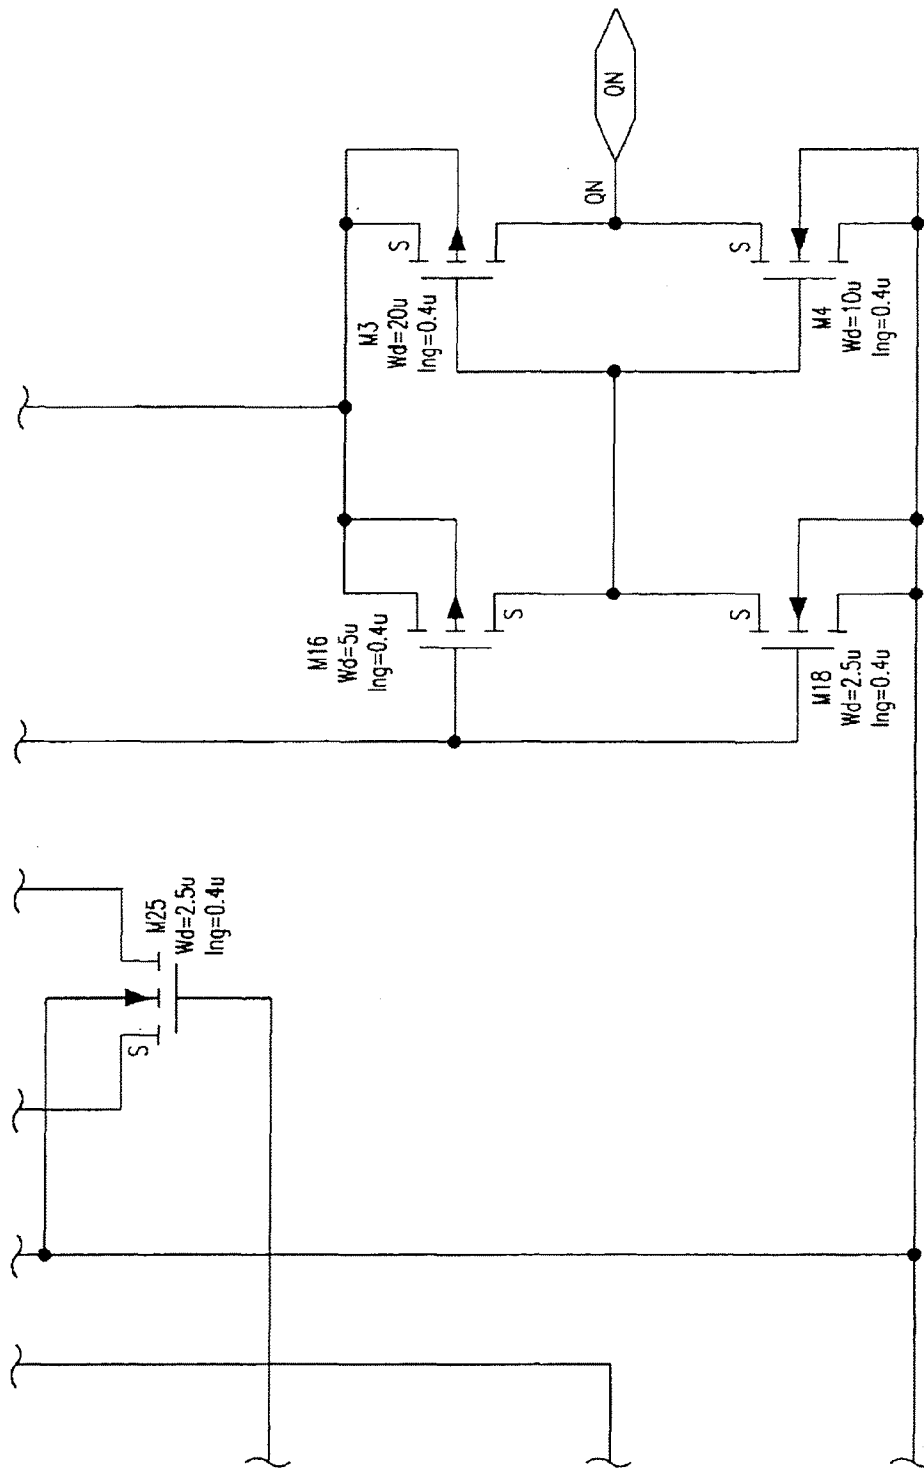 QN
QN
S
M3
Wd=20u
lng=0.4u
S
M4
Wd=10u
lng=0.4u
M16
Wd=5u
lng=0.4u
S
S
M18
Wd=2.5u
lng=0.4u
M25
Wd=2.5u
lng=0.4u
S